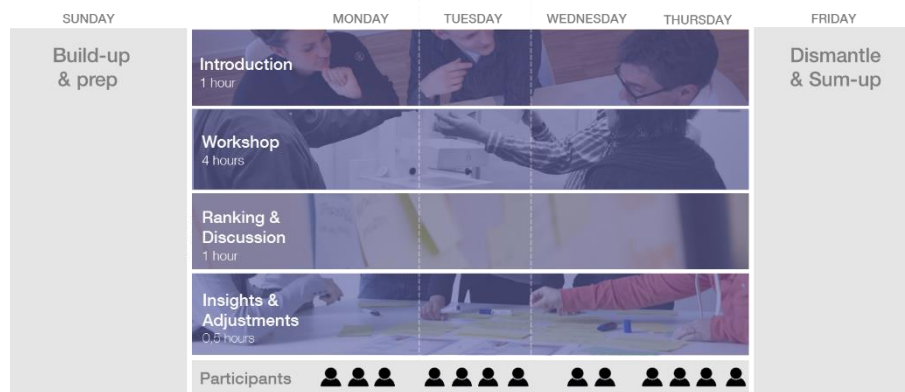 SUNDAY
MONDAY
TUESDAY
WEDNESDAY
THURSDAY
FRIDAY
Build-up
& prep
Introduction
1 hour
Workshop
4 hours
Ranking &
Discussion
1 hour
Insights &
Adjustments
0,5 hours
Participants
Dismantle
& Sum-up